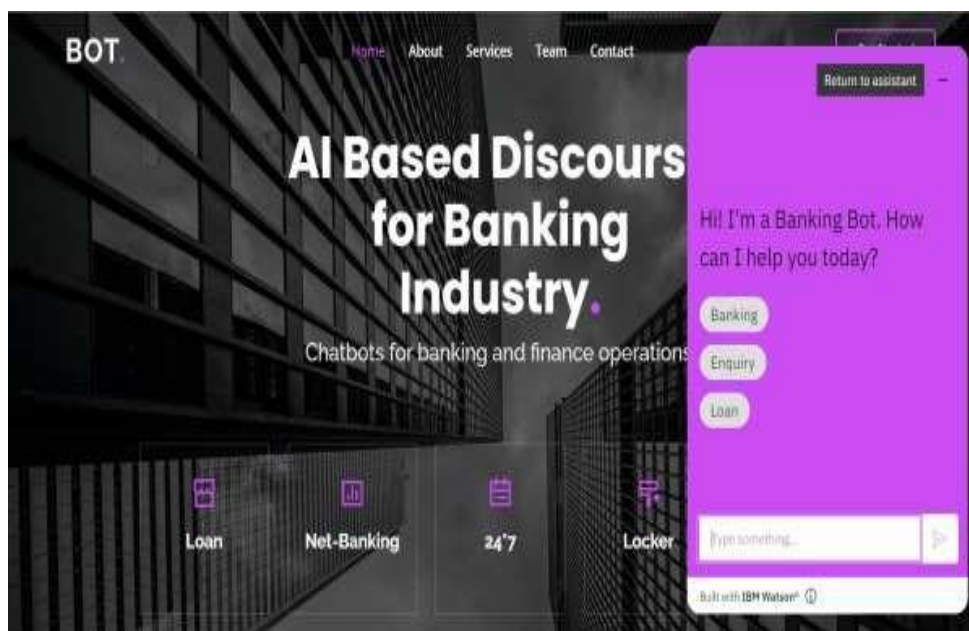 BOT.
Home About Services Team Contact
Return to assistant
AI Based Discours
for Banking
Industry.
Chatbots for banking and finance operations
Hi! I'm a Banking Bot. How
can I help you today?
Banking
Enquiry
Loan
Loan
Net-Banking
24*7
Locker
Type something...
Built with IBM Watson®